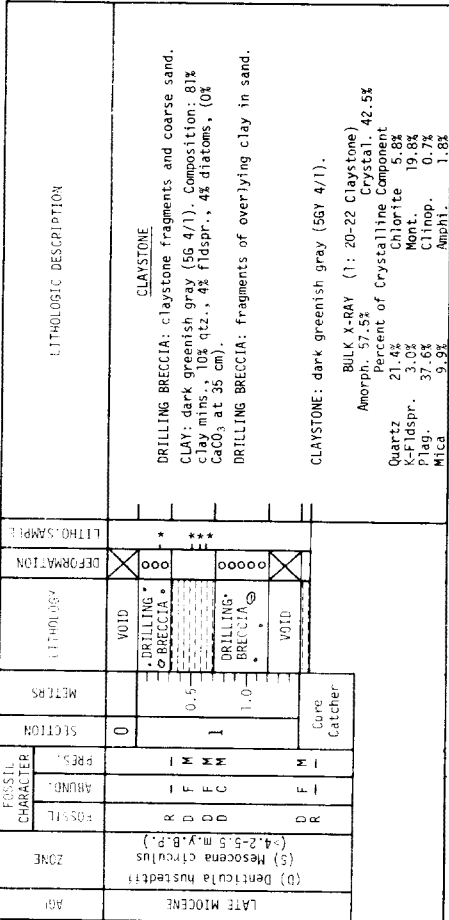 AGE
ZONE
FOSSIL CHARACTER
FOSSIL
ABUND.
PRES.
SECTION
METERS
LITHOLOGY
DEFORMATION
LITHO.SAMPLE
LITHOLOGIC DESCRIPTION
LATE MIOCENE
(D) Denticula hustedtii
(S) Mesocena circulus
(>4.2-5.5 m.y.B.P.)
R - -
D F M
D F M
D C M
D F M
R - -
0
1
Core
Catcher
0.5
1.0
VOID
DRILLING
BRECCIA
DRILLING
BRECCIA
VOID
*
*
*
*
CLAYSTONE
DRILLING BRECCIA: claystone fragments and coarse sand.
CLAY: dark greenish gray (5G 4/1). Composition: 81%
clay mins., 10% qtz., 4% fldspr., 4% diatoms, (0%
CaCO₃ at 35 cm).
DRILLING BRECCIA: fragments of overlying clay in sand.
CLAYSTONE: dark greenish gray (5GY 4/1).
BULK X-RAY (1: 20-22 Claystone)
Amorph. 57.5% Crystal. 42.5%
Percent of Crystalline Component
Quartz 21.4% Chlorite 5.8%
K-Fldspr. 3.0% Mont. 19.8%
Plag. 37.6% Clinop. 0.7%
Mica 9.9% Amphi. 1.8%